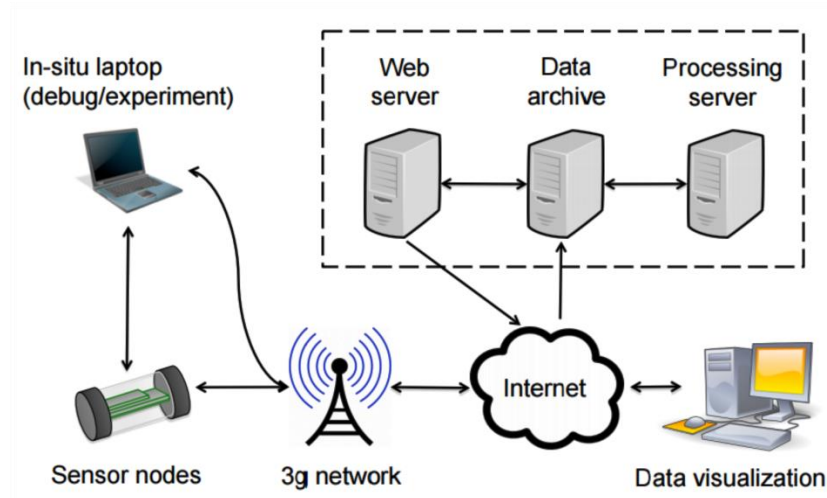 In-situ laptop
(debug/experiment)
Web
server
Data
archive
Processing
server
Internet
Sensor nodes
3g network
Data visualization